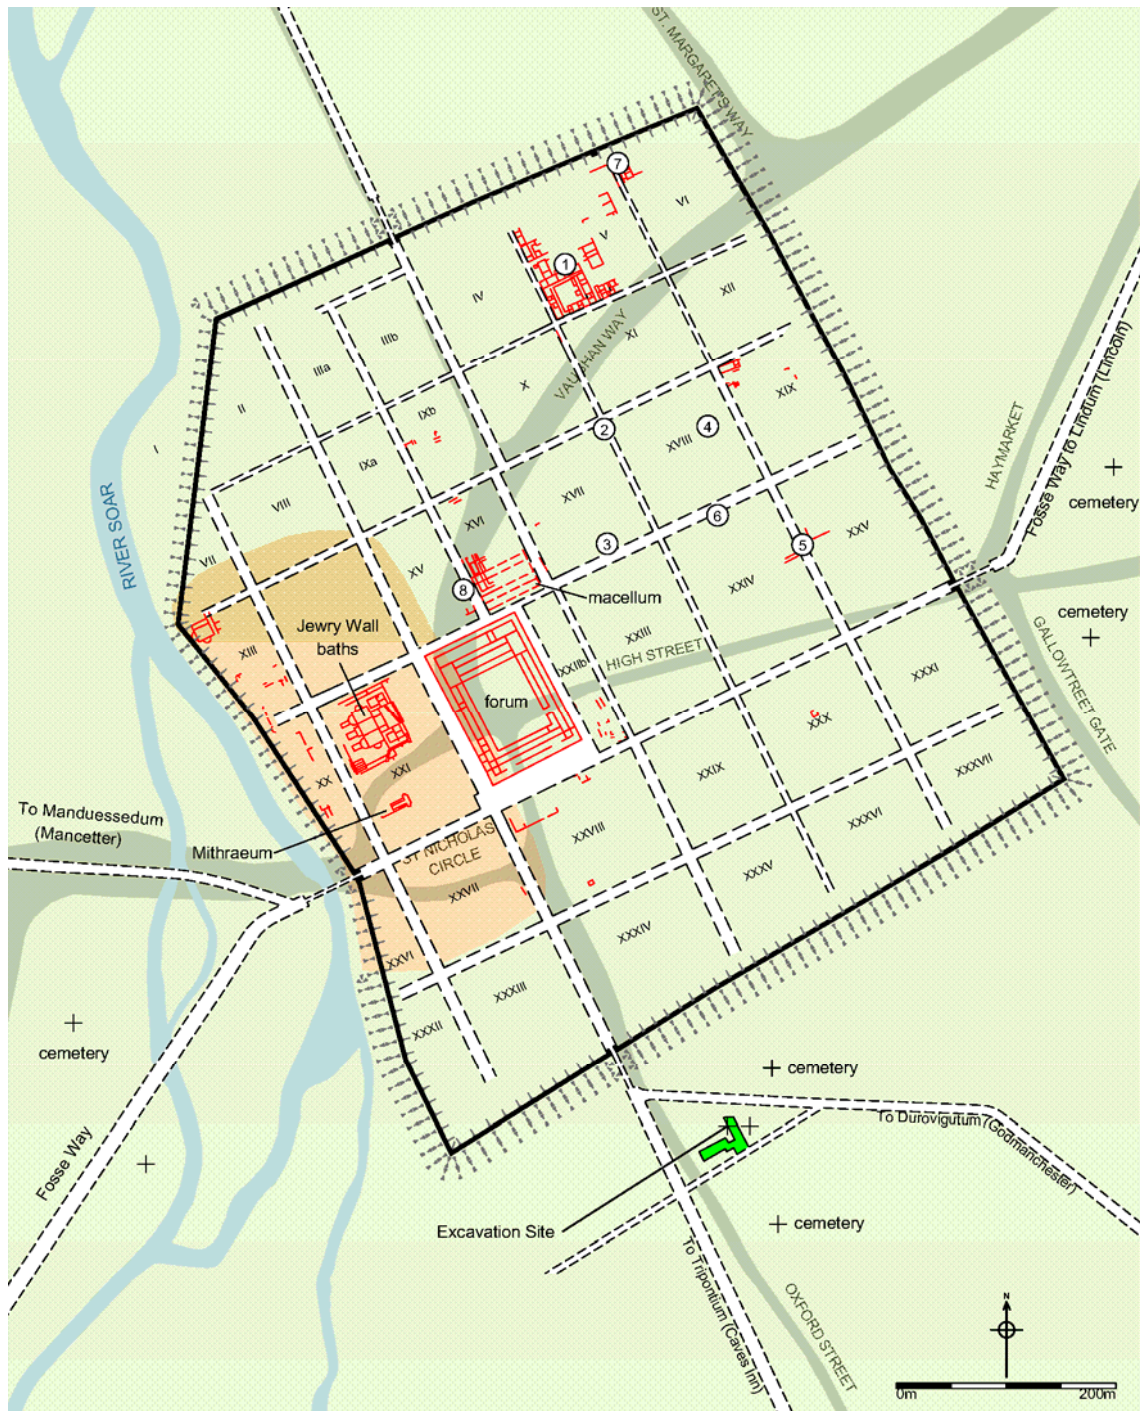 ST. MARGARET'S WAY
7
VI
V
1
IV
XII
IIIb
VAUGHAN WAY
XI
IIIa
X
XIX
II
IXb
2
4
XVIII
HAYMARKET
Fosse Way to Lindum (Lincoln)
I
IXa
cemetery
RIVER SOAR
VIII
XVII
6
XVI
XXV
VII
3
5
XV
8
macellum
XXIV
cemetery
Jewry Wall
baths
XIII
XXIII
HIGH STREET
XXIIb
GALLOWTREET GATE
XXXI
forum
XXX
XXI
XX
XXIX
XXXVII
To Manduessedum
(Mancetter)
XXXVI
Mithraeum
XXVIII
ST NICHOLAS
CIRCLE
XXXV
XXVII
XXXIV
XXVI
XXXIII
XXXII
cemetery
cemetery
To Durovigutum (Godmanchester)
Fosse Way
Excavation Site
cemetery
To Tripontium (Caves Inn)
OXFORD STREET
N
0m
200m